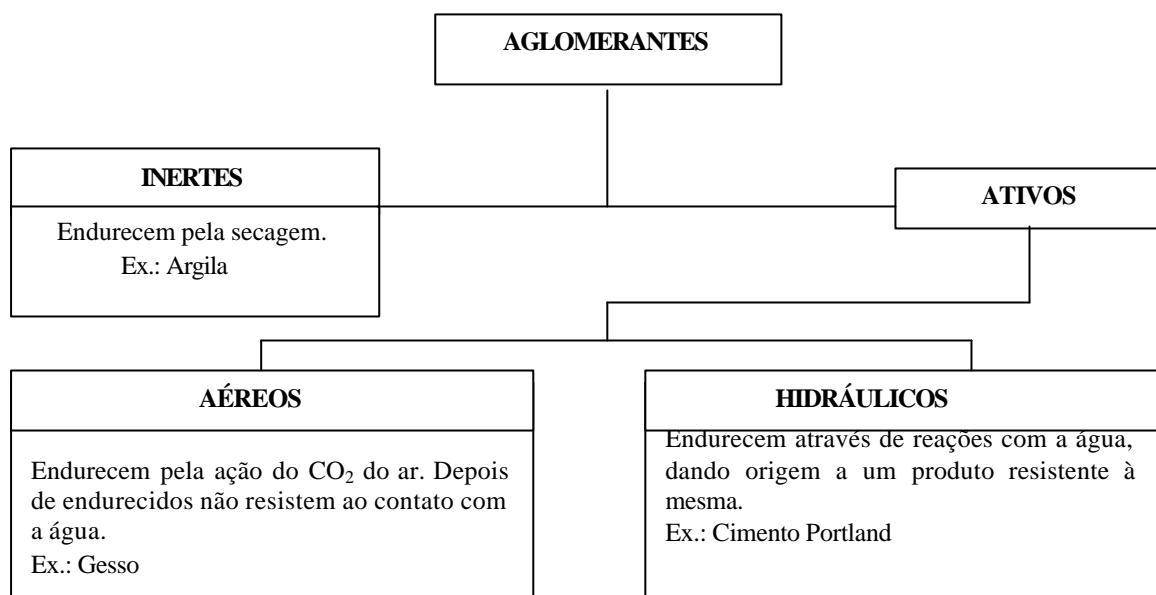 AGLOMERANTES
INERTES
Endurecem pela secagem.
Ex.: Argila
ATIVOS
AÉREOS
Endurecem pela ação do CO₂ do ar. Depois
de endurecidos não resistem ao contato com
a água.
Ex.: Gesso
HIDRÁULICOS
Endurecem através de reações com a água,
dando origem a um produto resistente à
mesma.
Ex.: Cimento Portland